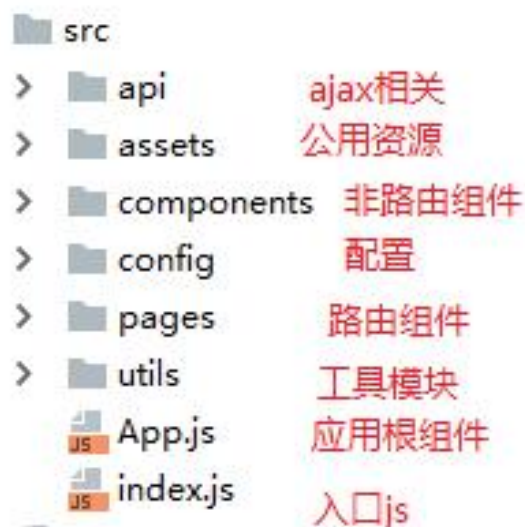 src
api ajax相关
assets 公用资源
components 非路由组件
config 配置
pages 路由组件
utils 工具模块
JS App.js 应用根组件
JS index.js 入口js